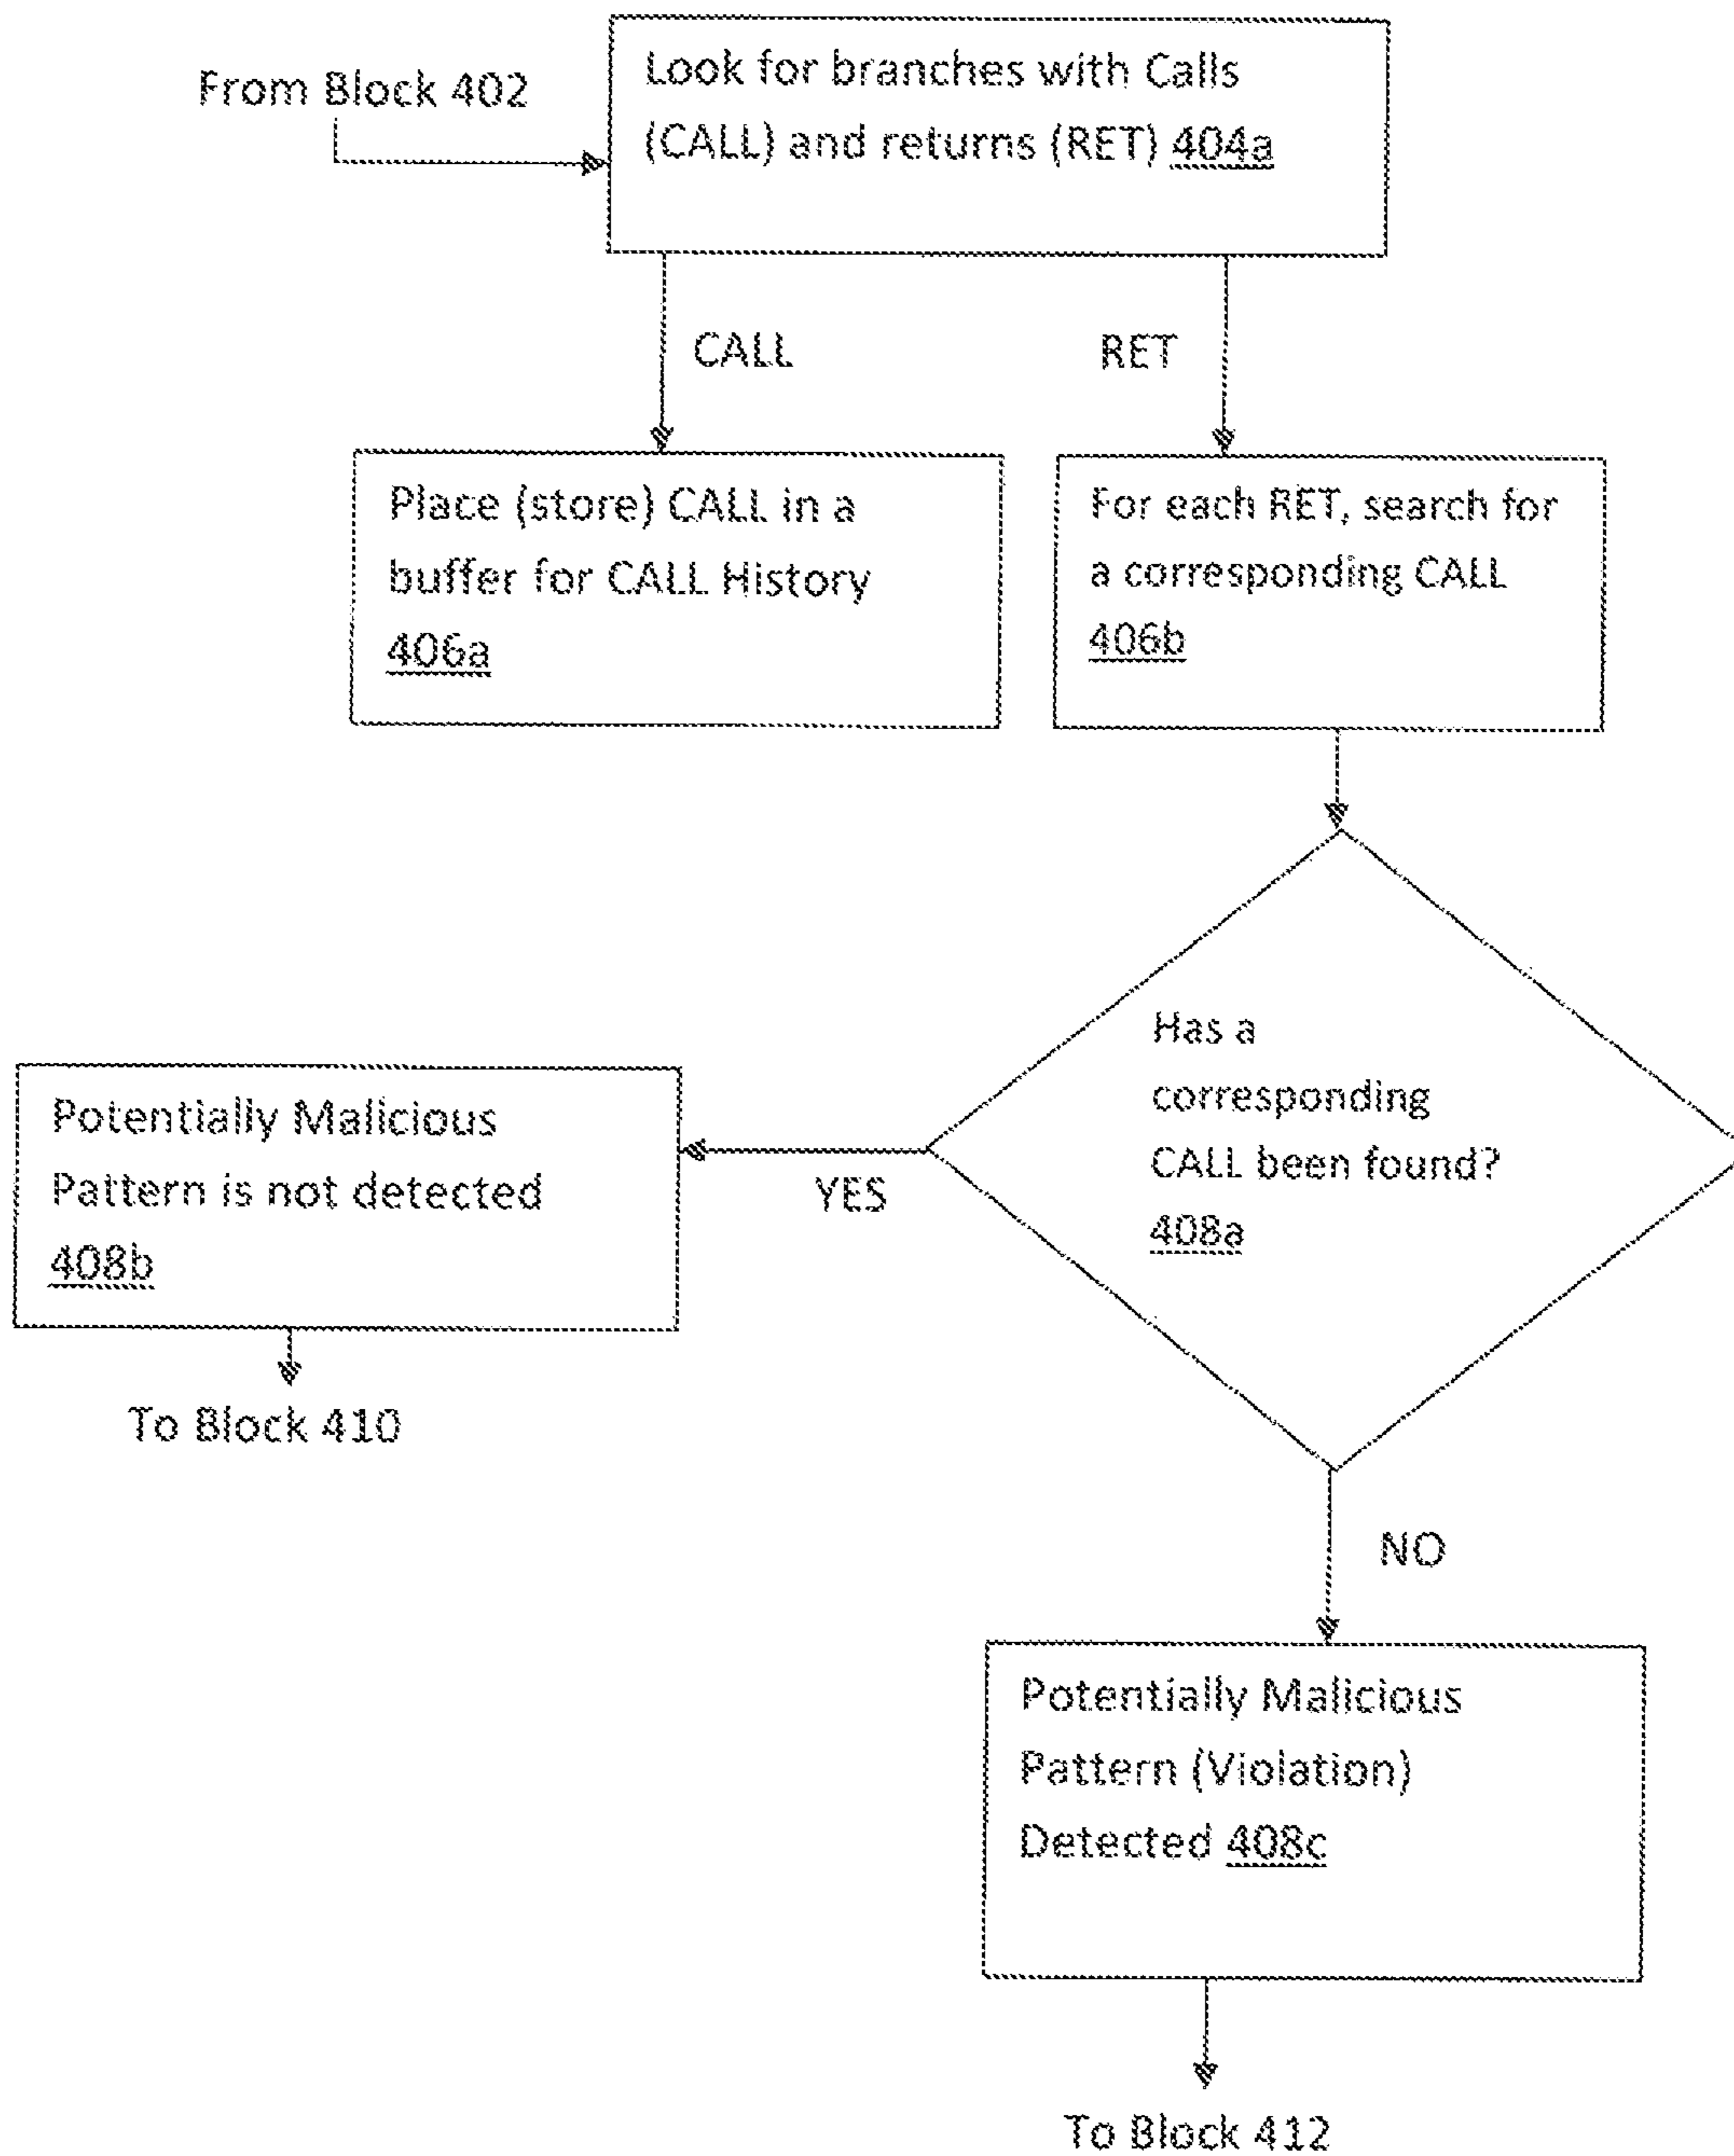 From Block 402
Look for branches with Calls
(CALL) and returns (RET) 404a
CALL
RET
Place (store) CALL in a
buffer for CALL History
406a
For each RET, search for
a corresponding CALL
406b
Has a
corresponding
CALL been found?
408a
YES
Potentially Malicious
Pattern is not detected
408b
To Block 410
NO
Potentially Malicious
Pattern (Violation)
Detected 408c
To Block 412